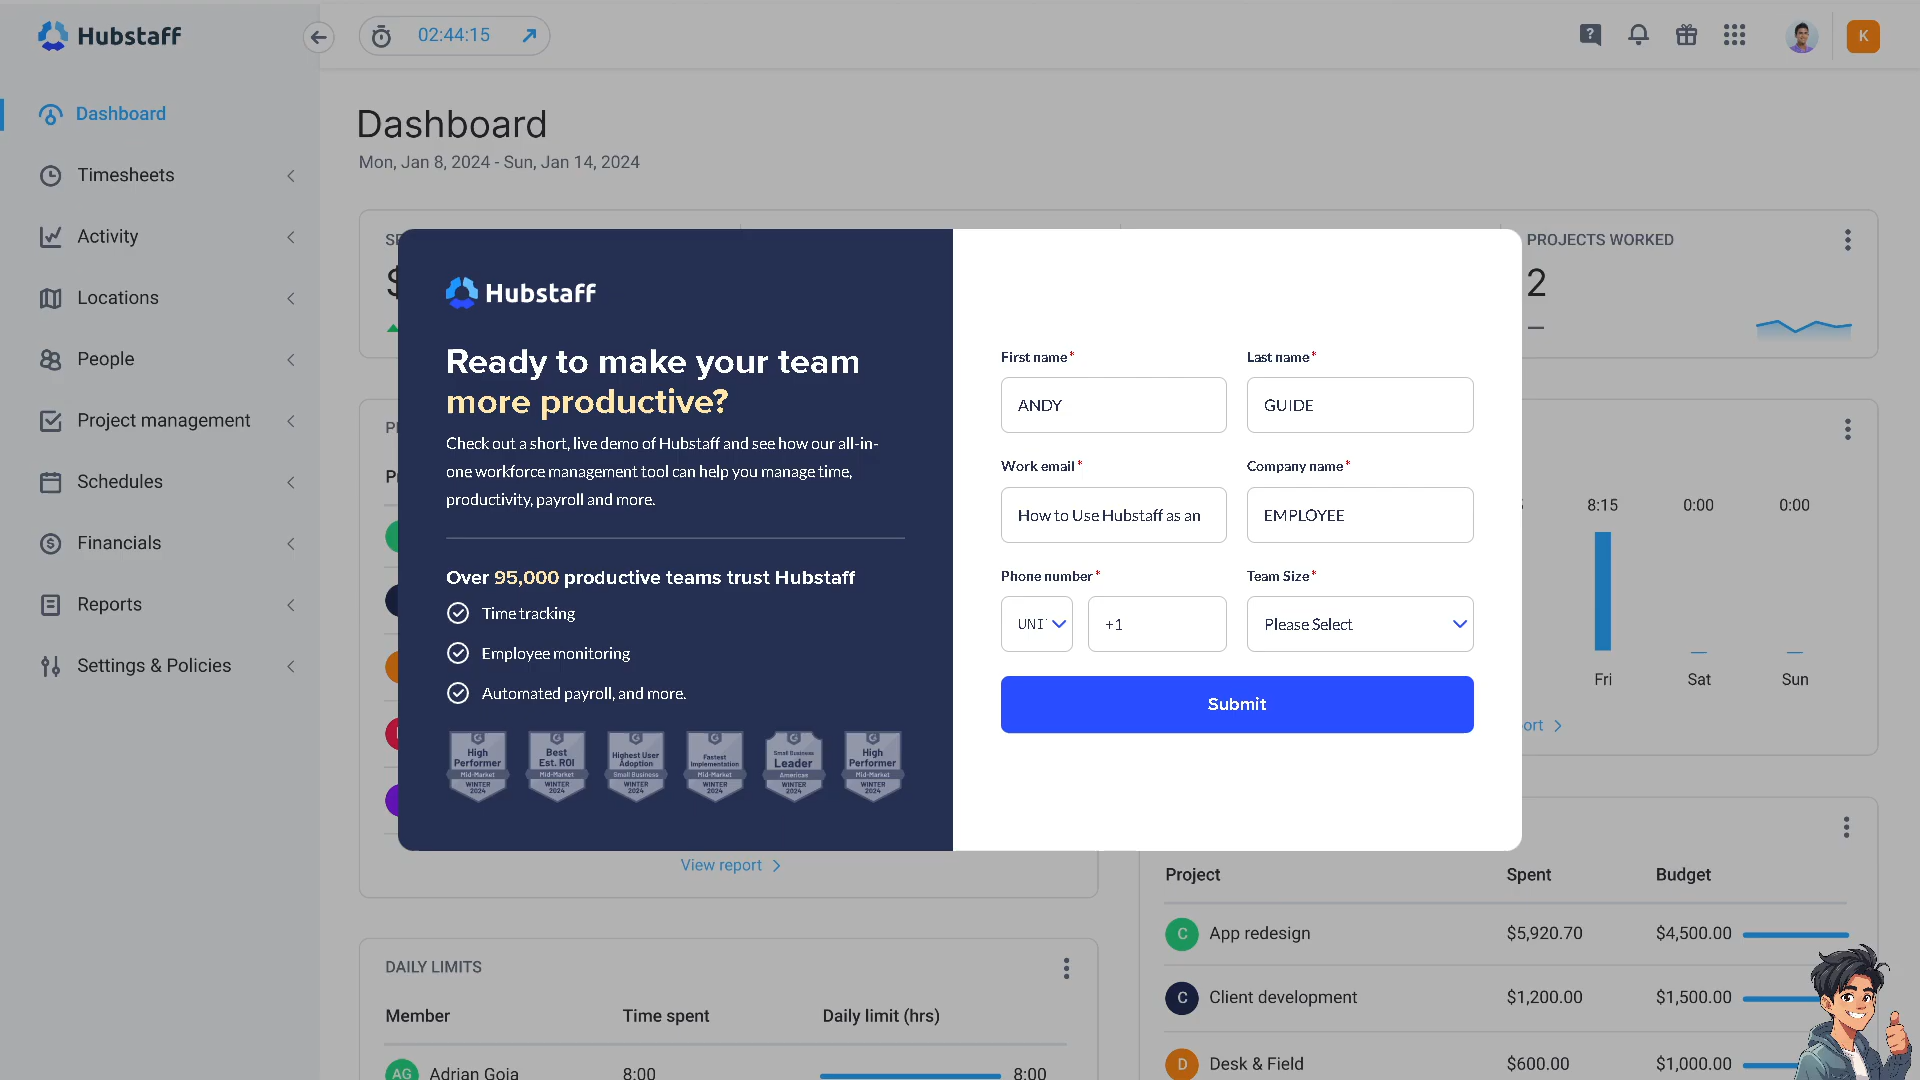 Hubstaff
02:44:15
K
Dashboard
Timesheets
Activity
Locations
People
Project management
Schedules
Financials
Reports
Settings & Policies
Dashboard
Mon, Jan 8, 2024 - Sun, Jan 14, 2024
PROJECTS WORKED
2
Hubstaff
Ready to make your team
more productive?
Check out a short, live demo of Hubstaff and see how our all-in-
one workforce management tool can help you manage time,
productivity, payroll and more.
Over 95,000 productive teams trust Hubstaff
Time tracking
Employee monitoring
Automated payroll, and more.
High Performer Mid-Market WINTER 2024
Best Est. ROI Mid-Market WINTER 2024
Highest User Adoption Small Business WINTER 2024
Fastest Implementation Mid-Market WINTER 2024
Small Business Leader Americas WINTER 2024
High Performer Mid-Market WINTER 2024
First name*
Last name*
ANDY
GUIDE
Work email*
Company name*
How to Use Hubstaff as an
EMPLOYEE
Phone number*
Team Size*
UNI
+1
Please Select
Submit
8:15
0:00
0:00
Fri
Sat
Sun
ort
View report
DAILY LIMITS
Member
Time spent
Daily limit (hrs)
AG
Adrian Goia
8:00
8:00
Project
Spent
Budget
C
App redesign
$5,920.70
$4,500.00
C
Client development
$1,200.00
$1,500.00
D
Desk & Field
$600.00
$1,000.00